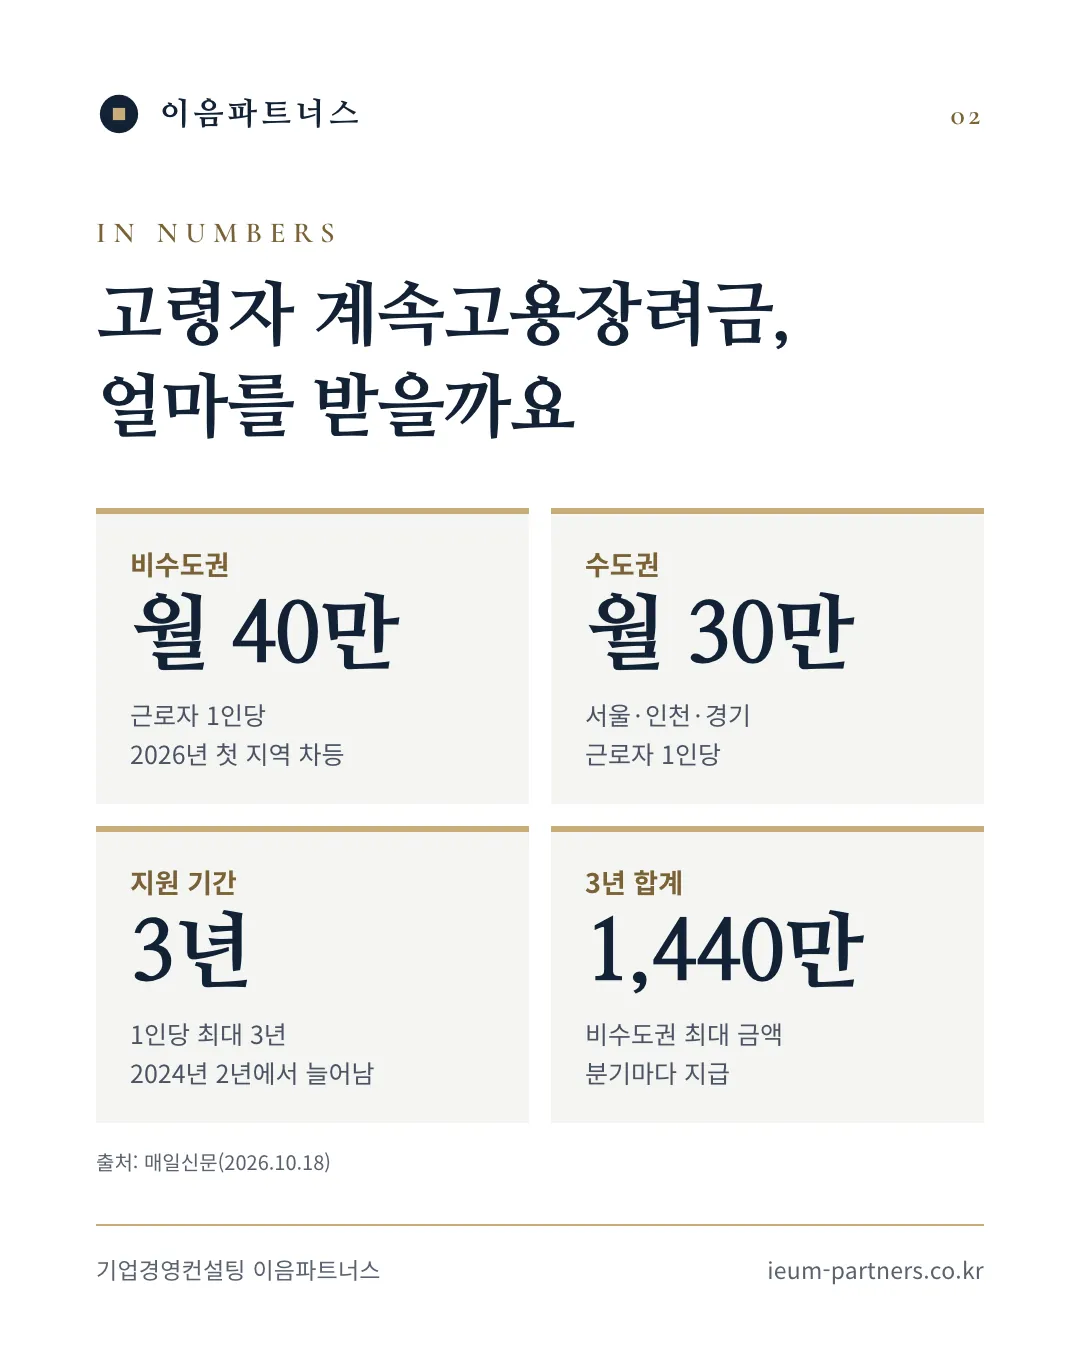 이음파트너스
02
IN NUMBERS
고령자 계속고용장려금,
얼마를 받을까요
비수도권
월 40만
근로자 1인당
2026년 첫 지역 차등
수도권
월 30만
서울·인천·경기
근로자 1인당
지원 기간
3년
1인당 최대 3년
2024년 2년에서 늘어남
3년 합계
1,440만
비수도권 최대 금액
분기마다 지급
출처: 매일신문(2026.10.18)
기업경영컨설팅 이음파트너스
ieum-partners.co.kr